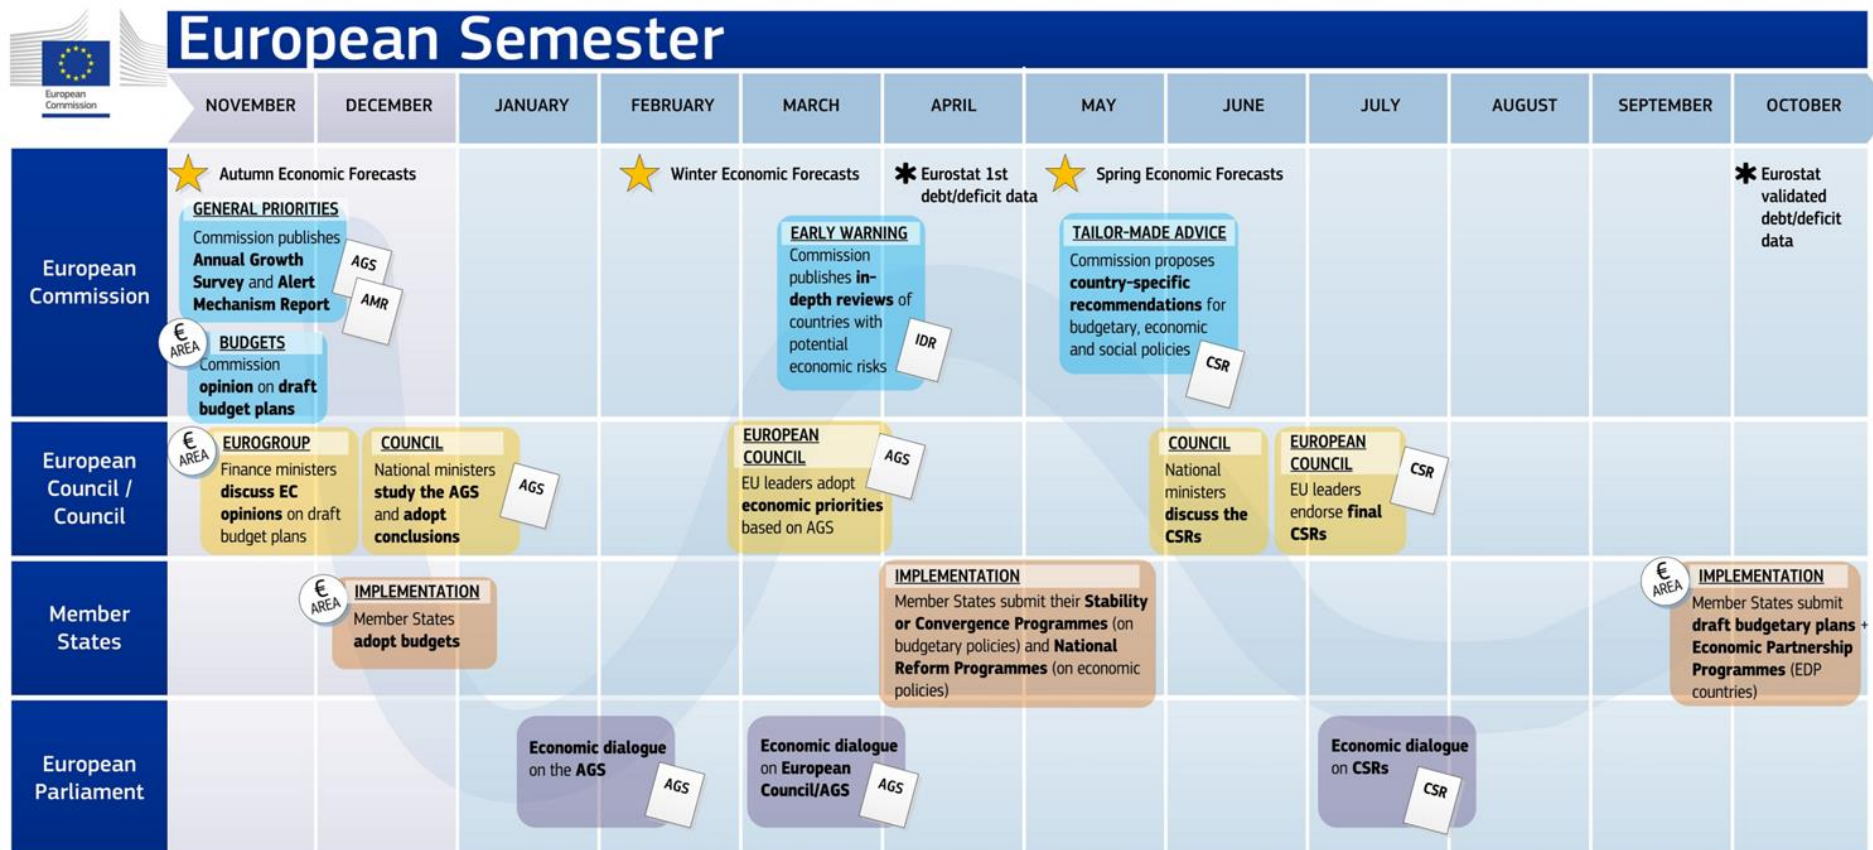 European Semester
European
Commission
NOVEMBER
DECEMBER
JANUARY
FEBRUARY
MARCH
APRIL
MAY
JUNE
JULY
AUGUST
SEPTEMBER
OCTOBER
European
Commission
Autumn Economic Forecasts
GENERAL PRIORITIES
Commission publishes
Annual Growth
Survey and Alert
Mechanism Report
AGS
AMR
€
AREA
BUDGETS
Commission
opinion on draft
budget plans
Winter Economic Forecasts
EARLY WARNING
Commission
publishes in-
depth reviews of
countries with
potential
economic risks
IDR
✱ Eurostat 1st
debt/deficit data
Spring Economic Forecasts
TAILOR-MADE ADVICE
Commission proposes
country-specific
recommendations for
budgetary, economic
and social policies
CSR
✱ Eurostat
validated
debt/deficit
data
European
Council /
Council
€
AREA
EUROGROUP
Finance ministers
discuss EC
opinions on draft
budget plans
COUNCIL
National ministers
study the AGS
and adopt
conclusions
AGS
EUROPEAN
COUNCIL
EU leaders adopt
economic priorities
based on AGS
AGS
COUNCIL
National
ministers
discuss the
CSRs
EUROPEAN
COUNCIL
EU leaders
endorse final
CSRs
CSR
Member
States
€
AREA
IMPLEMENTATION
Member States
adopt budgets
IMPLEMENTATION
Member States submit their Stability
or Convergence Programmes (on
budgetary policies) and National
Reform Programmes (on economic
policies)
€
AREA
IMPLEMENTATION
Member States submit
draft budgetary plans +
Economic Partnership
Programmes (EDP
countries)
European
Parliament
Economic dialogue
on the AGS
AGS
Economic dialogue
on European
Council/AGS
AGS
Economic dialogue
on CSRs
CSR